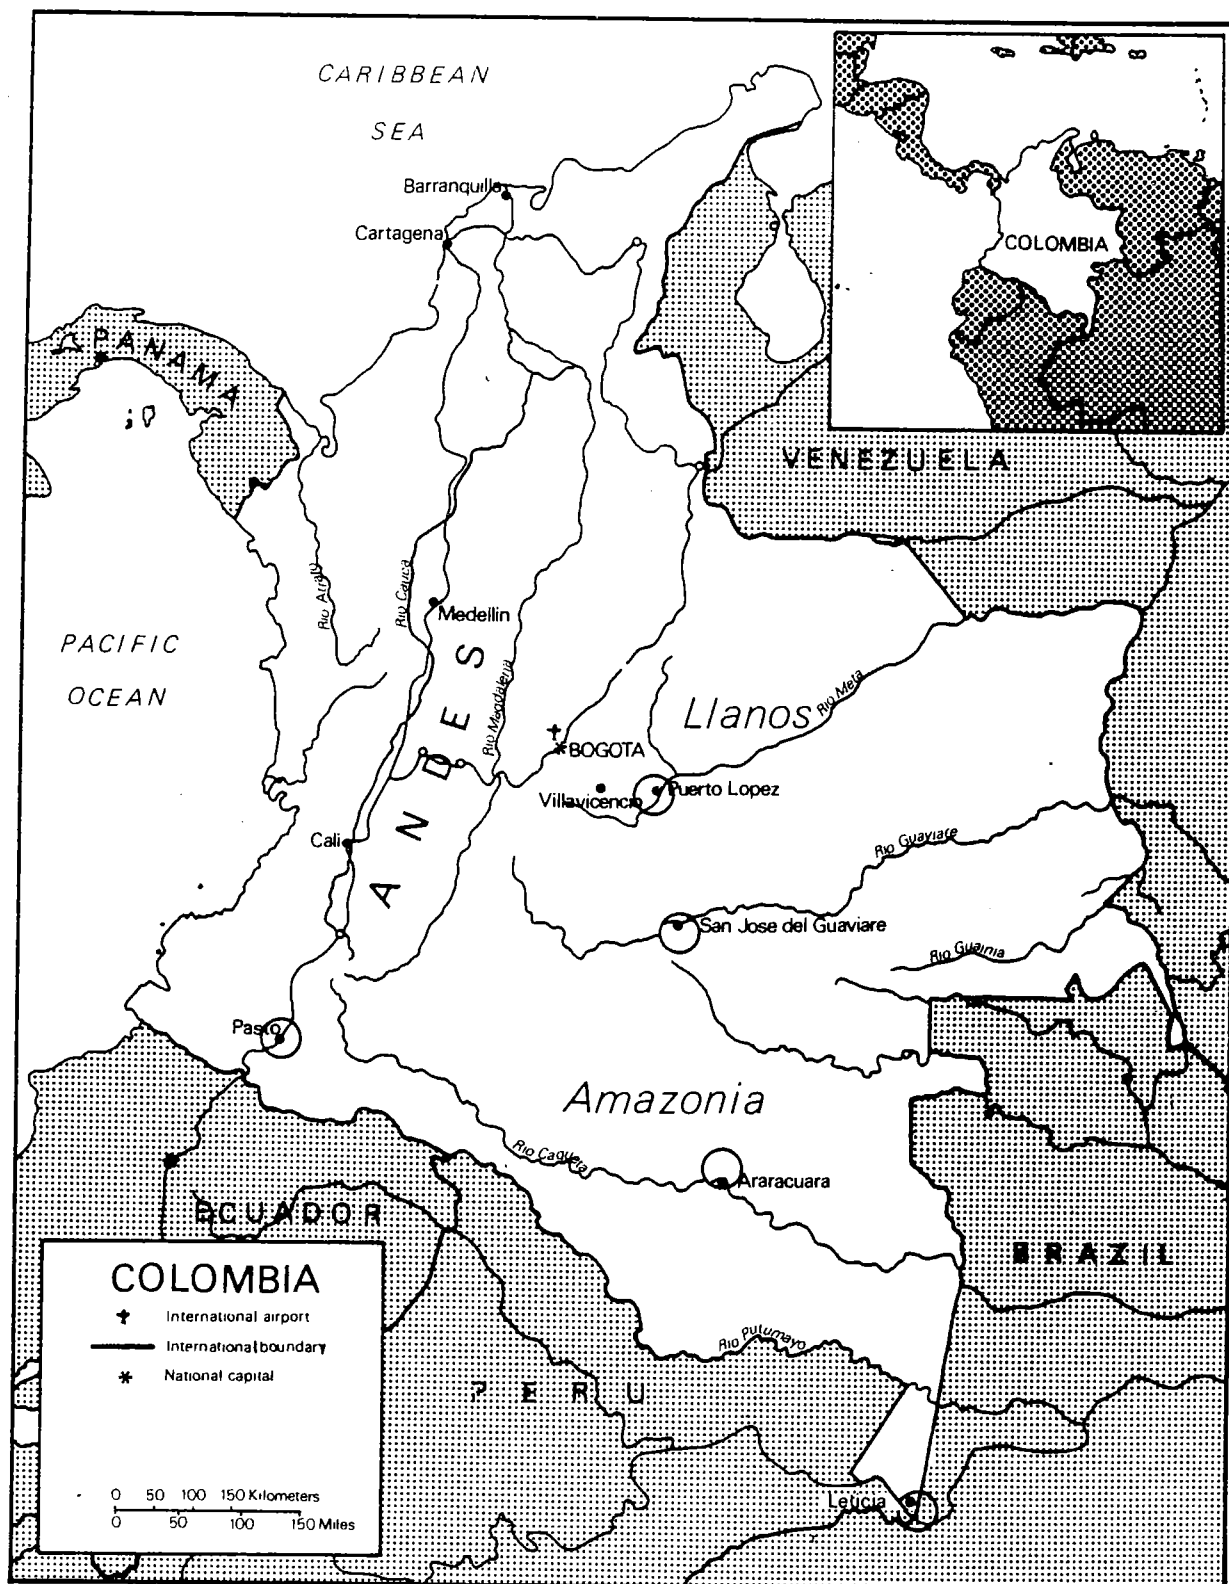 CARIBBEAN
SEA
Barranquilla
Cartagena
COLOMBIA
PANAMA
VENEZUELA
Rio Atrato
Rio Cauca
Medellin
PACIFIC
OCEAN
ANDES
Rio Magdalena
Llanos
Rio Meta
BOGOTA
Villavicencio
Puerto Lopez
Cali
Rio Guaviare
San Jose del Guaviare
Rio Guainia
Pasto
Amazonia
Rio Caqueta
Araracuara
ECUADOR
BRAZIL
COLOMBIA
International airport
International boundary
National capital
0 50 100 150 Kilometers
0 50 100 150 Miles
Rio Putumayo
PERU
Leticia